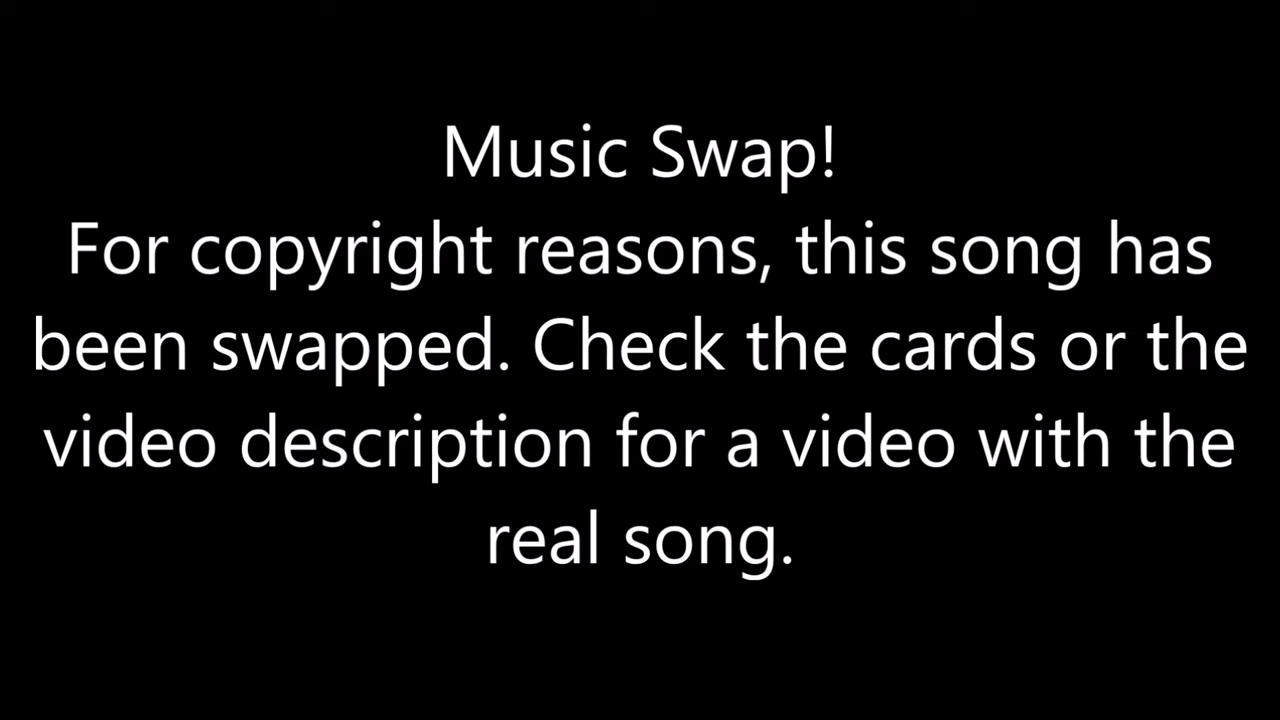 Music Swap!
For copyright reasons, this song has
been swapped. Check the cards or the
video description for a video with the
real song.